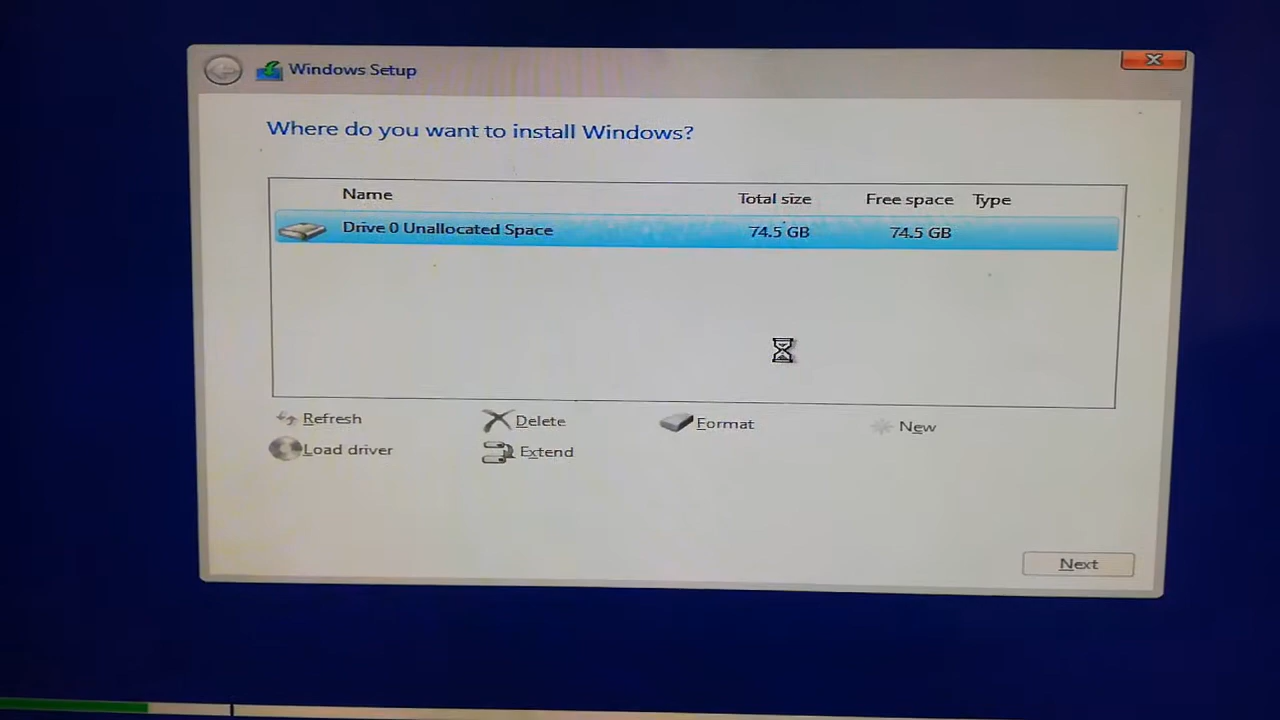 Windows Setup
Where do you want to install Windows?
Name Total size Free space Type
Drive 0 Unallocated Space 74.5 GB 74.5 GB
Refresh Delete Format New
Load driver Extend
Next